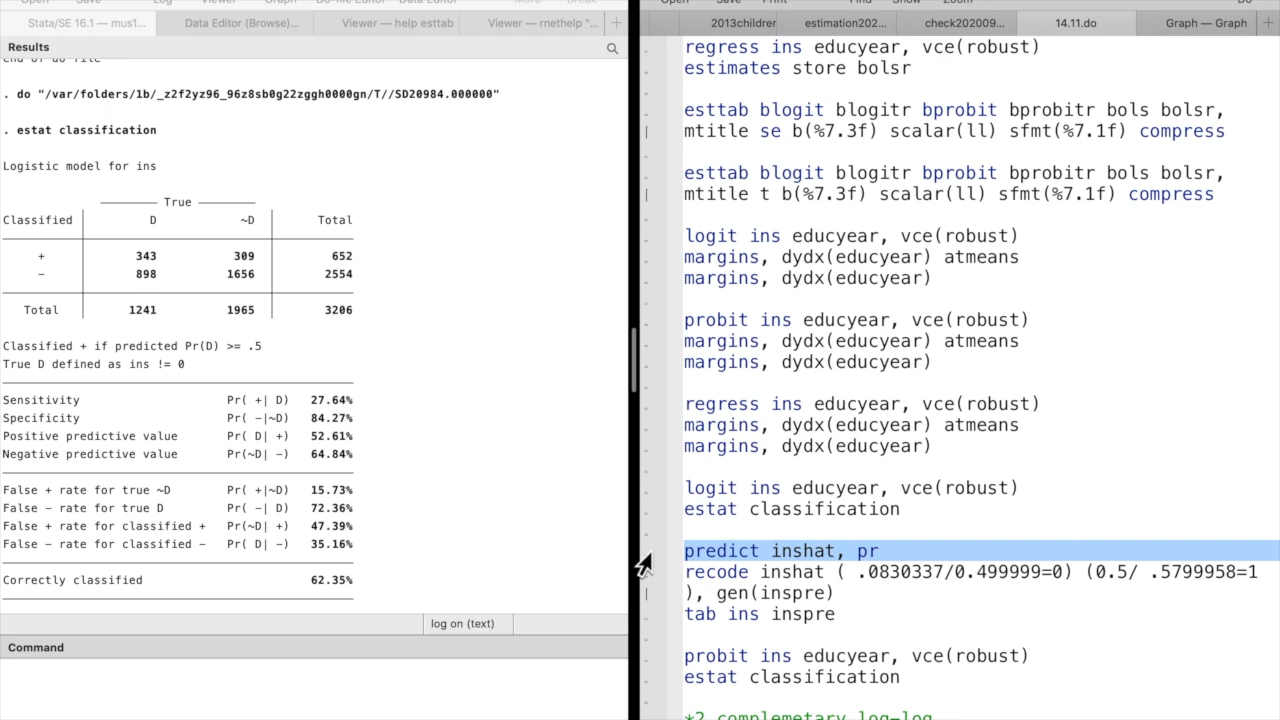 Stata/SE 16.1 — mus1...
Data Editor (Browse)...
Viewer — help esttab
Viewer — rnethelp "...
2013childrer
estimation202...
check202009...
14.11.do
Graph — Graph
Results
end of do-file
. do "/var/folders/1b/_z2f2yz96_96z8sb0g22zggh0000gn/T//SD20984.000000"
. estat classification
Logistic model for ins
True
Classified D ~D Total
+ 343 309 652
− 898 1656 2554
Total 1241 1965 3206
Classified + if predicted Pr(D) >= .5
True D defined as ins != 0
Sensitivity Pr( +| D) 27.64%
Specificity Pr( −|~D) 84.27%
Positive predictive value Pr( D| +) 52.61%
Negative predictive value Pr(~D| −) 64.84%
False + rate for true ~D Pr( +|~D) 15.73%
False − rate for true D Pr( −| D) 72.36%
False + rate for classified + Pr(~D| +) 47.39%
False − rate for classified − Pr( D| −) 35.16%
Correctly classified 62.35%
log on (text)
Command
regress ins educyear, vce(robust)
estimates store bolsr
esttab blogit blogitr bprobit bprobitr bols bolsr,
mtitle se b(%7.3f) scalar(ll) sfmt(%7.1f) compress
esttab blogit blogitr bprobit bprobitr bols bolsr,
mtitle t b(%7.3f) scalar(ll) sfmt(%7.1f) compress
logit ins educyear, vce(robust)
margins, dydx(educyear) atmeans
margins, dydx(educyear)
probit ins educyear, vce(robust)
margins, dydx(educyear) atmeans
margins, dydx(educyear)
regress ins educyear, vce(robust)
margins, dydx(educyear) atmeans
margins, dydx(educyear)
logit ins educyear, vce(robust)
estat classification
predict inshat, pr
recode inshat ( .0830337/0.499999=0) (0.5/ .5799958=1
), gen(inspre)
tab ins inspre
probit ins educyear, vce(robust)
estat classification
*2 complemetary log-log